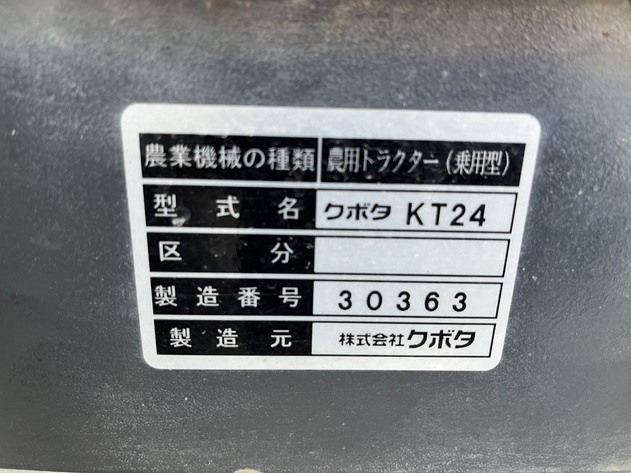 農業機械の種類 農用トラクター(乗用型)
型式名 クボタ KT24
区分
製造番号 30363
製造元 株式会社クボタ